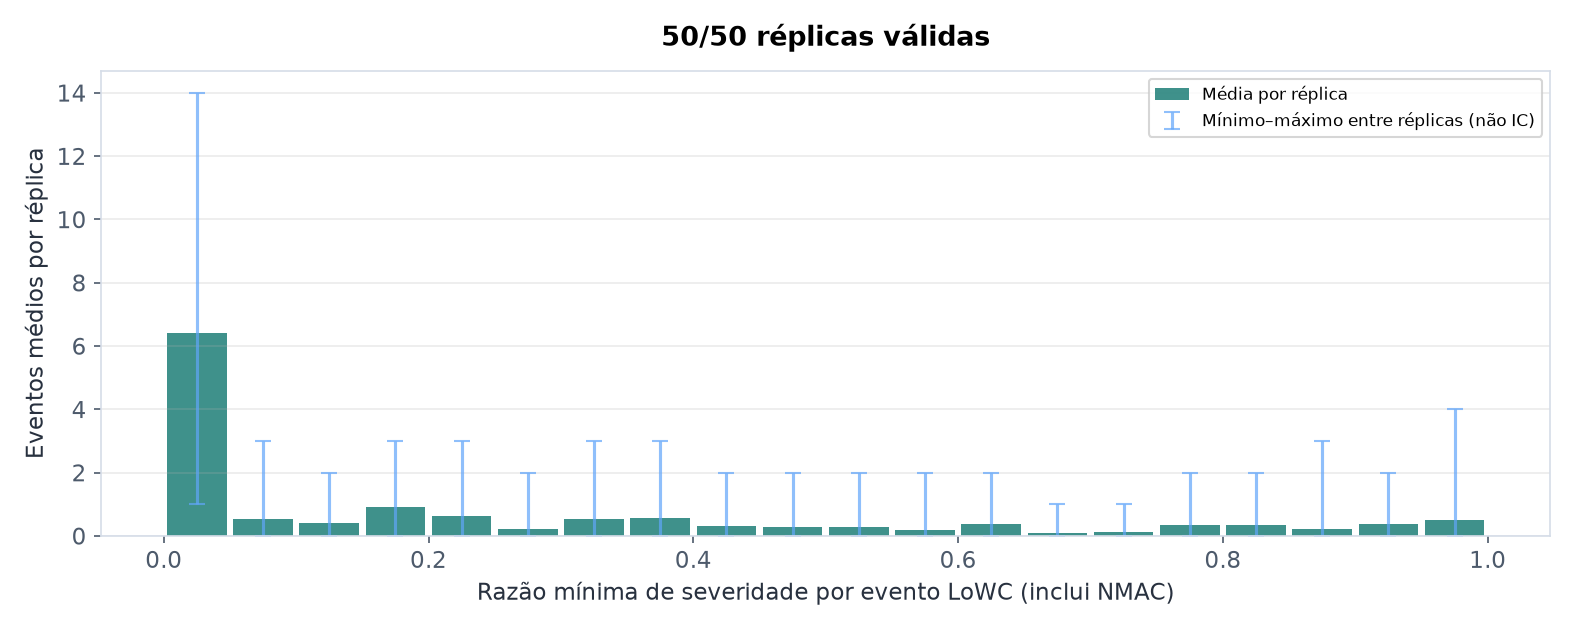 50/50 réplicas válidas
Média por réplica
Mínimo–máximo entre réplicas (não IC)
Eventos médios por réplica
14
12
10
8
6
4
2
0
0.0 0.2 0.4 0.6 0.8 1.0
Razão mínima de severidade por evento LoWC (inclui NMAC)